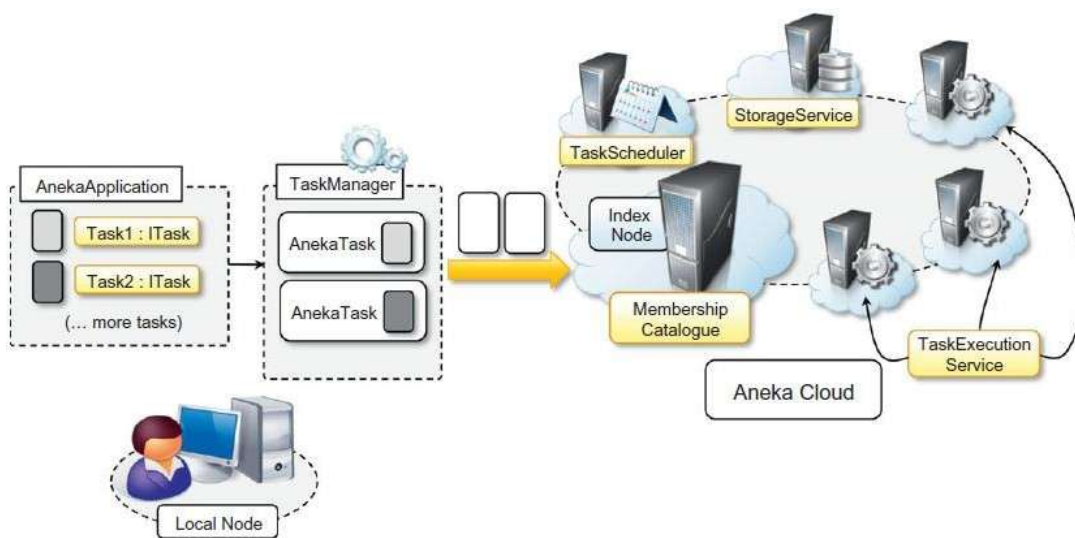 AnekaApplication
Task1 : ITask
Task2 : ITask
(... more tasks)
TaskManager
AnekaTask
AnekaTask
Local Node
TaskScheduler
StorageService
Index
Node
Membership
Catalogue
TaskExecution
Service
Aneka Cloud